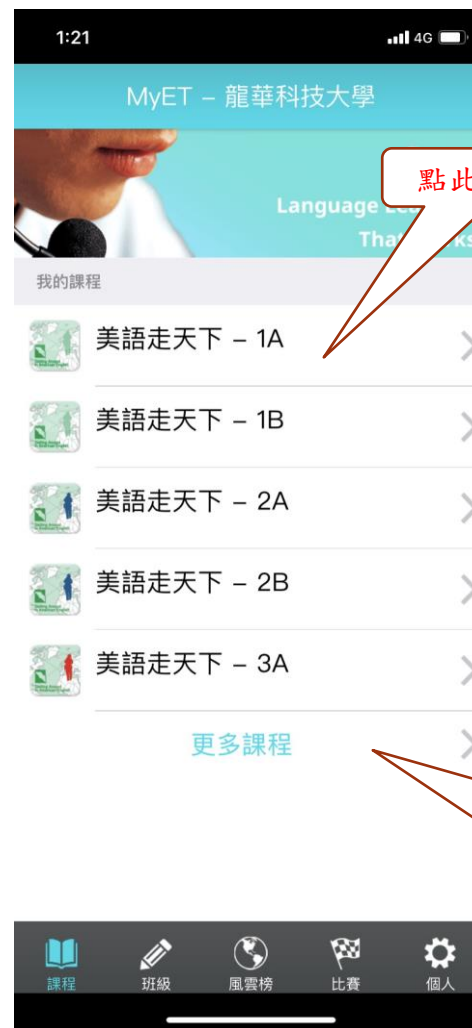 1:21
4G
MyET – 龍華科技大學
點此
Language
That
我的課程
美語走天下 – 1A
美語走天下 – 1B
美語走天下 – 2A
美語走天下 – 2B
美語走天下 – 3A
更多課程
課程 班級 風雲榜 比賽 個人